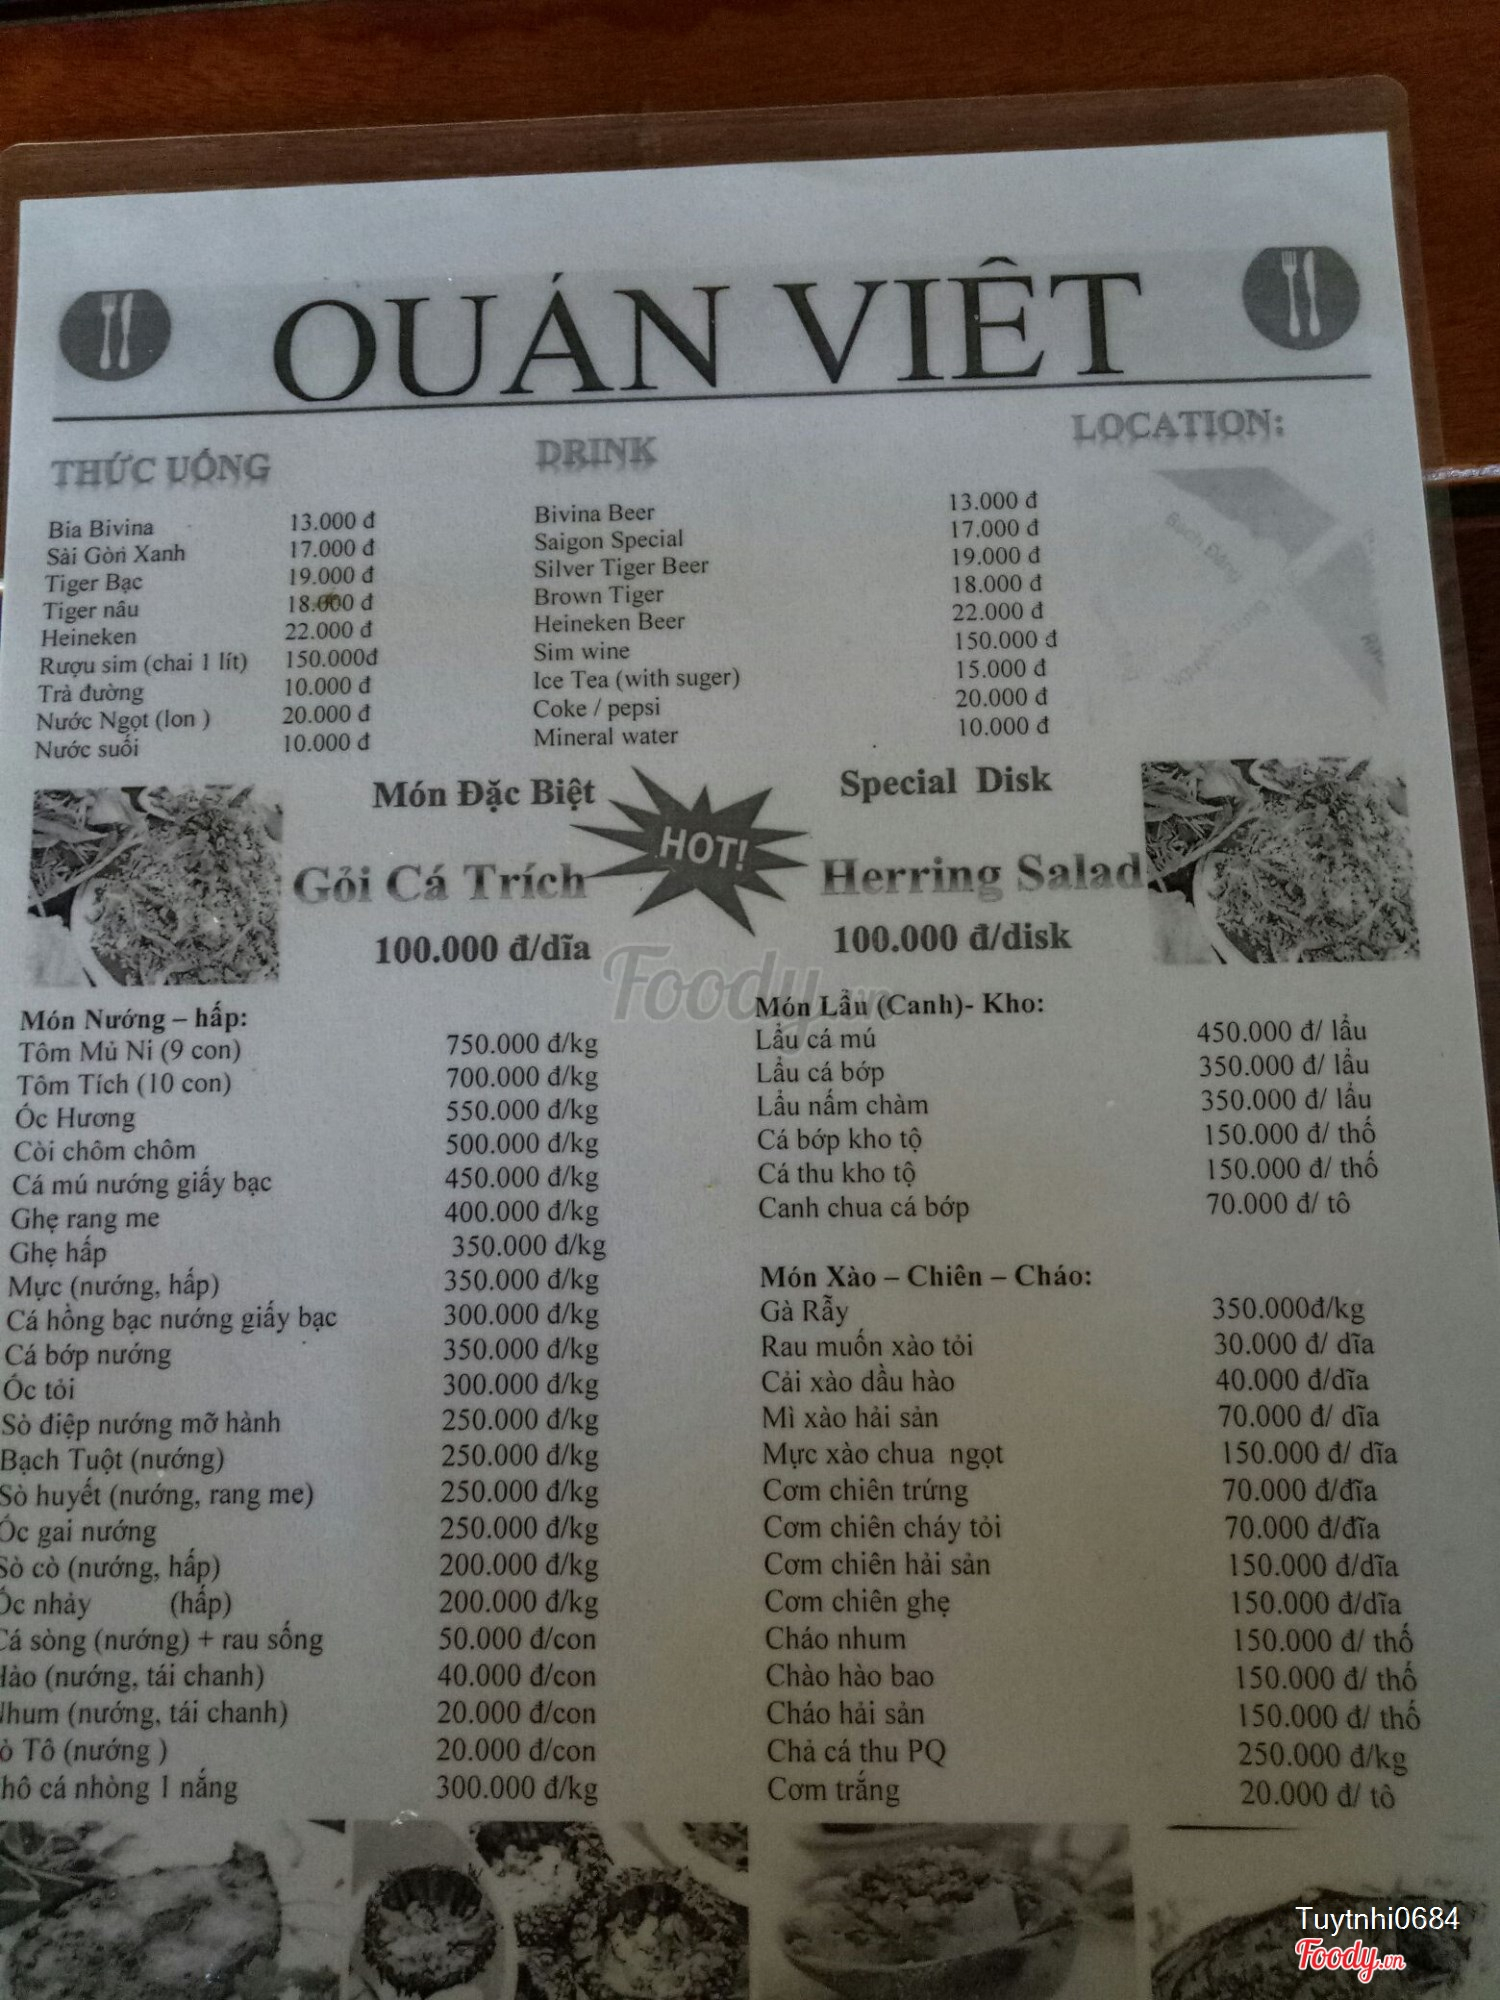 QUÁN VIỆT
THỨC UỐNG
Bia Bivina 13.000 đ
Sài Gòn Xanh 17.000 đ
Tiger Bạc 19.000 đ
Tiger nâu 18.000 đ
Heineken 22.000 đ
Rượu sim (chai 1 lít) 150.000đ
Trà đường 10.000 đ
Nước Ngọt (lon ) 20.000 đ
Nước suối 10.000 đ
DRINK
Bivina Beer 13.000 đ
Saigon Special 17.000 đ
Silver Tiger Beer 19.000 đ
Brown Tiger 18.000 đ
Heineken Beer 22.000 đ
Sim wine 150.000 đ
Ice Tea (with suger) 15.000 đ
Coke / pepsi 20.000 đ
Mineral water 10.000 đ
LOCATION:
Bạch Đằng
Món Đặc Biệt
Gỏi Cá Trích
100.000 đ/dĩa
HOT!
Special Disk
Herring Salad
100.000 đ/disk
Foody.vn
Món Nướng – hấp:
Tôm Mủ Ni (9 con) 750.000 đ/kg
Tôm Tích (10 con) 700.000 đ/kg
Óc Hương 550.000 đ/kg
Còi chôm chôm 500.000 đ/kg
Cá mú nướng giấy bạc 450.000 đ/kg
Ghẹ rang me 400.000 đ/kg
Ghẹ hấp 350.000 đ/kg
Mực (nướng, hấp) 350.000 đ/kg
Cá hồng bạc nướng giấy bạc 300.000 đ/kg
Cá bớp nướng 350.000 đ/kg
Óc tỏi 300.000 đ/kg
Sò điệp nướng mỡ hành 250.000 đ/kg
Bạch Tuột (nướng) 250.000 đ/kg
Sò huyết (nướng, rang me) 250.000 đ/kg
Óc gai nướng 250.000 đ/kg
Sò cò (nướng, hấp) 200.000 đ/kg
Óc nhảy (hấp) 200.000 đ/kg
Cá sòng (nướng) + rau sống 50.000 đ/con
Hào (nướng, tái chanh) 40.000 đ/con
Nhum (nướng, tái chanh) 20.000 đ/con
ò Tô (nướng ) 20.000 đ/con
hô cá nhòng 1 nắng 300.000 đ/kg
Món Lẩu (Canh)- Kho:
Lẩu cá mú 450.000 đ/ lẩu
Lẩu cá bớp 350.000 đ/ lẩu
Lẩu nấm chàm 350.000 đ/ lẩu
Cá bớp kho tộ 150.000 đ/ thố
Cá thu kho tộ 150.000 đ/ thố
Canh chua cá bớp 70.000 đ/ tô
Món Xào – Chiên – Cháo:
Gà Rẫy 350.000đ/kg
Rau muốn xào tỏi 30.000 đ/ dĩa
Cải xào dầu hào 40.000 đ/dĩa
Mì xào hải sản 70.000 đ/ dĩa
Mực xào chua ngọt 150.000 đ/ dĩa
Cơm chiên trứng 70.000 đ/đĩa
Cơm chiên cháy tỏi 70.000 đ/đĩa
Cơm chiên hải sản 150.000 đ/dĩa
Cơm chiên ghẹ 150.000 đ/dĩa
Cháo nhum 150.000 đ/ thố
Chào hào bao 150.000 đ/ thố
Cháo hải sản 150.000 đ/ thố
Chả cá thu PQ 250.000 đ/kg
Cơm trắng 20.000 đ/ tô
Tuytnhi0684
Foody.vn